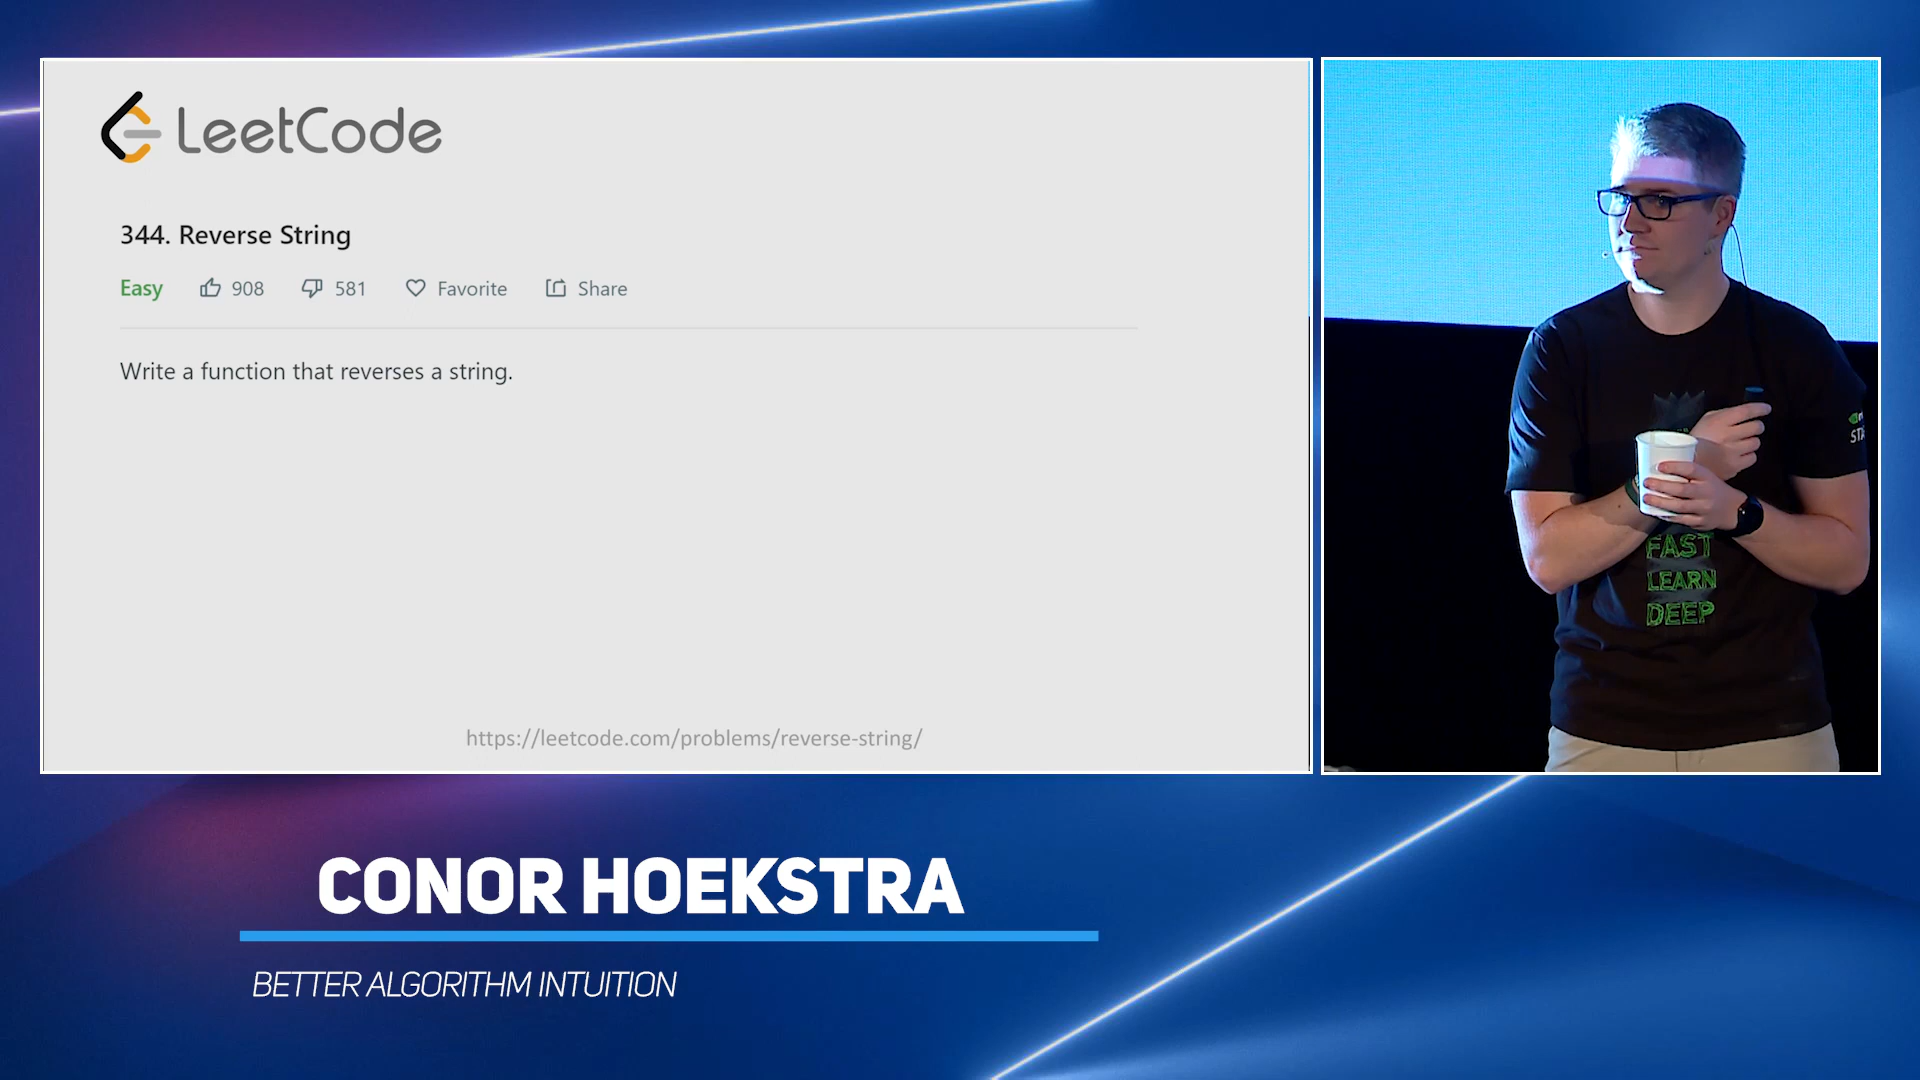 LeetCode
344. Reverse String
Easy 908 581 Favorite Share
Write a function that reverses a string.
https://leetcode.com/problems/reverse-string/
FAST
LEARN
DEEP
CONOR HOEKSTRA
BETTER ALGORITHM INTUITION